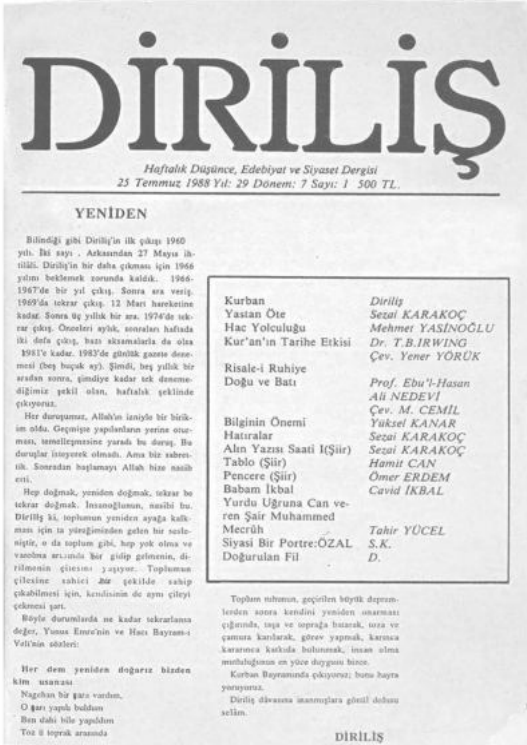 DİRİLİŞ
Haftalık Düşünce, Edebiyat ve Siyaset Dergisi
25 Temmuz 1988 Yıl: 29 Dönem: 7 Sayı: 1 500 TL.
YENİDEN
Bilindiği gibi Diriliş'in ilk çıkışı 1960
yılı. İki sayı . Arkasından 27 Mayıs ih-
tilâli. Diriliş'in bir daha çıkması için 1966
yılını beklemek zorunda kaldık. 1966-
1967'de bir yıl çıkış. Sonra ara veriş.
1969'da tekrar çıkış. 12 Mart hareketine
kadar. Sonra üç yıllık bir ara. 1974'de tek-
rar çıkış. Önceleri aylık, sonraları haftada
iki defa çıkış, bazı aksamalarla da olsa
1981'e kadar. 1983'de günlük gazete dene-
mesi (beş buçuk ay). Şimdi, beş yıllık bir
aradan sonra, şimdiye kadar tek deneme-
diğimiz şekil olan, haftalık şeklinde
çıkıyoruz.
Her duruşumuz, Allah'ın izniyle bir birik-
im oldu. Geçmişte yapılanların yerine otur-
ması, temelleşmesine yaradı bu duruş. Bu
duruşlar isteyerek olmadı. Ama biz sabret-
tik. Sonradan başlamayı Allah bize nasib
etti.
Hep doğmak, yeniden doğmak, tekrar be
tekrar doğmak. İnsanoğlunun, nasibi bu.
Diriliş ki, toplumun yeniden ayağa kalk-
ması için ta yüreğimizden gelen bir sesle-
niştir, o da toplum gibi, hep yok olma ve
varolma arasında bir gidip gelmenin, di-
rilmenin çilesini yaşıyor. Toplumun
çilesine sahici bir şekilde sahip
çıkabilmesi için, kendisinin de aynı çileyi
çekmesi şart.
Böyle durumlarda ne kadar tekrarlansa
değer, Yunus Emre'nin ve Hacı Bayram-ı
Veli'nin sözleri:
Her dem yeniden doğarız bizden
kim usanası
Nagehan bir şara vardım,
O şarı yapılı buldum
Ben dahi bile yapıldım
Taş ü toprak arasında
Kurban Diriliş
Yastan Öte Sezai KARAKOÇ
Hac Yolculuğu Mehmet YASİNOĞLU
Kur'an'ın Tarihe Etkisi Dr. T.B.IRWING
Çev. Yener YÖRÜK
Risale-i Ruhiye
Doğu ve Batı Prof. Ebu'l-Hasan
Ali NEDEVİ
Çev. M. CEMİL
Bilginin Önemi Yüksel KANAR
Hatıralar Sezai KARAKOÇ
Alın Yazısı Saati I(Şiir) Sezai KARAKOÇ
Tablo (Şiir) Hamit CAN
Pencere (Şiir) Ömer ERDEM
Babam İkbal Cavid İKBAL
Yurdu Uğruna Can ve-
ren Şair Muhammed
Mecrûh Tahir YÜCEL
Siyasi Bir Portre:ÖZAL S.K.
Doğurulan Fil D.
Toplum ruhunun, geçirilen büyük deprem-
lerden sonra kendini yeniden onarması
çığırında, taşa ve toprağa batarak, toza ve
çamura karılarak, görev yapmak, karınca
kararınca katkıda bulunmak, insan olma
mutluluğunun en yüce duygusu bizce.
Kurban Bayramında çıkıyoruz; bunu hayra
yoruyoruz.
Diriliş dâvasına inanmışlara gönül dolusu
selâm.
DİRİLİŞ